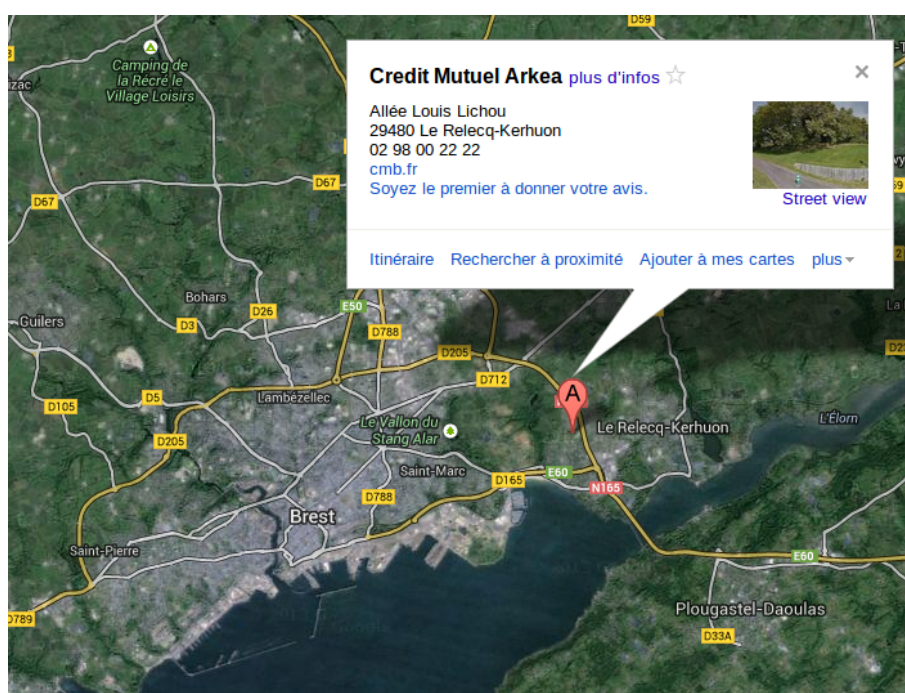 D59
Camping de
la Récré le
Village Loisirs
zac
Credit Mutuel Arkea plus d'infos
Allée Louis Lichou
29480 Le Relecq-Kerhuon
02 98 00 22 22
cmb.fr
Soyez le premier à donner votre avis.
Street view
Itinéraire Rechercher à proximité Ajouter à mes cartes plus
D67
D67
Bohars
D26
E50
Guilers
D3
D788
D205
D712
A
D105
D5
Lambézellec
Le Vallon du
Stang Alar
Le Relecq-Kerhuon
L'Élorn
D205
Saint-Marc
D165
E60
N165
D788
Brest
Saint-Pierre
E60
D789
Plougastel-Daoulas
D33A